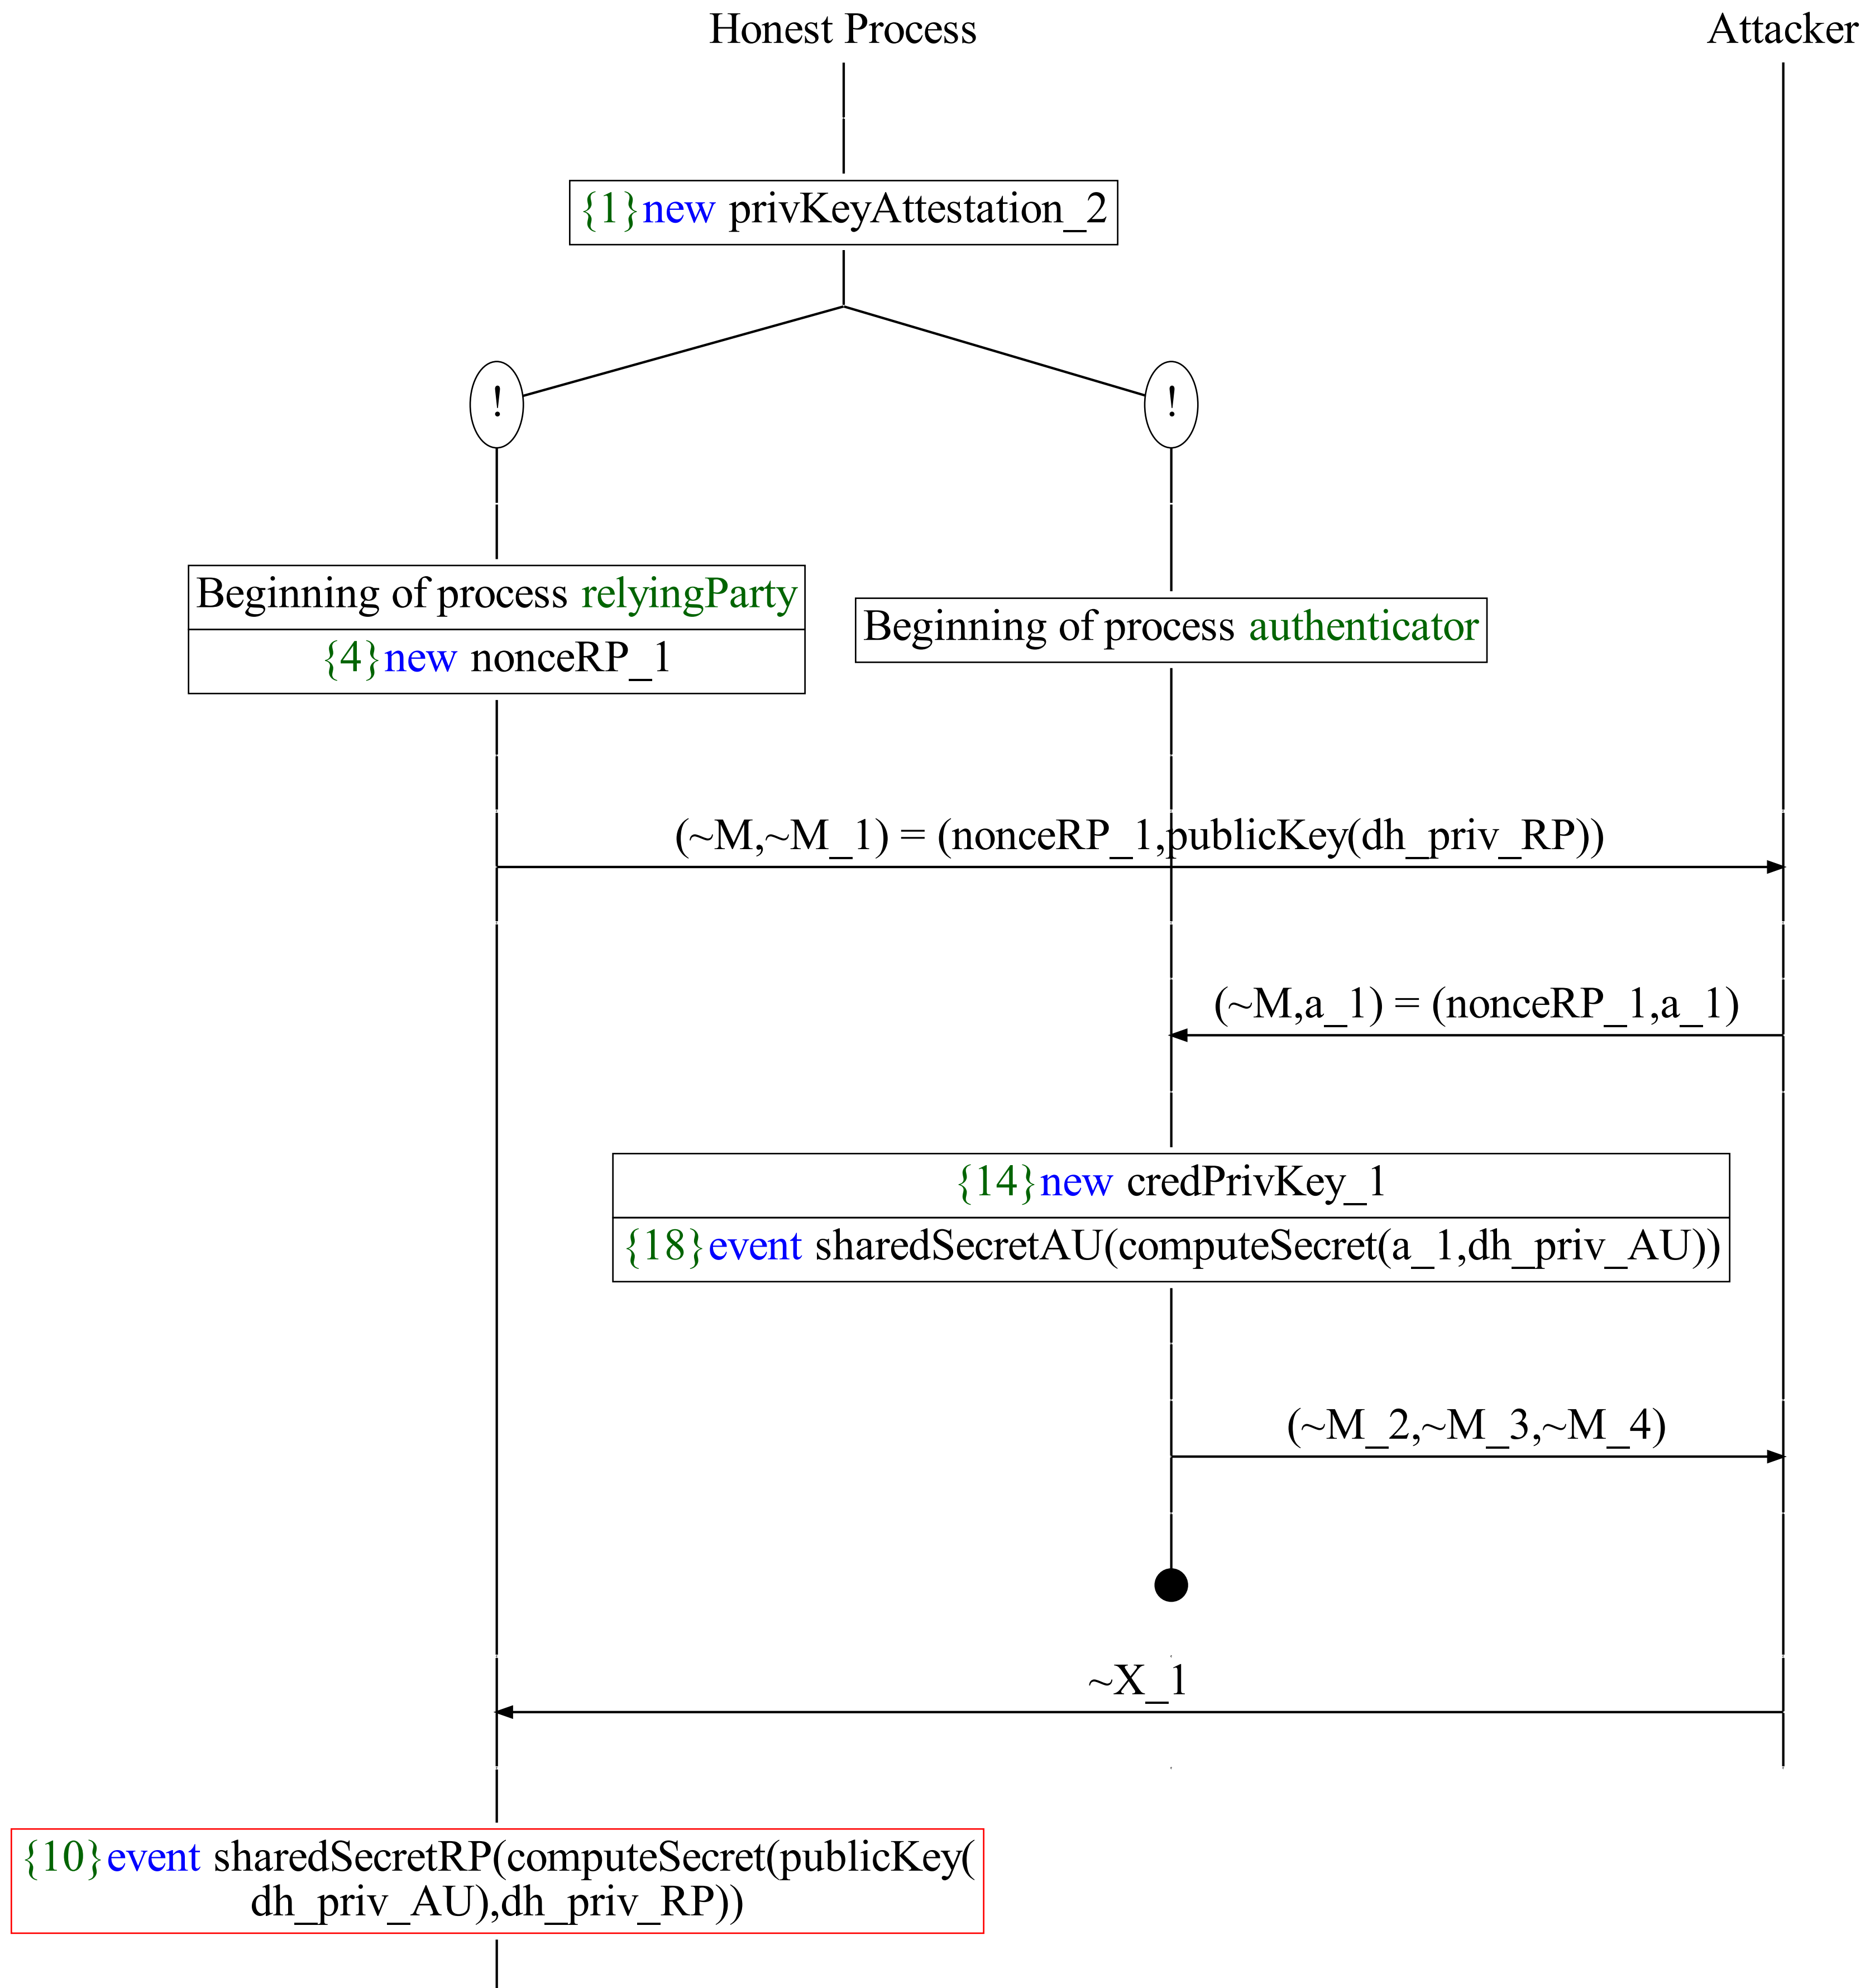 Honest Process
Attacker
{1}new privKeyAttestation_2
!
!
Beginning of process relyingParty
{4}new nonceRP_1
Beginning of process authenticator
(~M,~M_1) = (nonceRP_1,publicKey(dh_priv_RP))
(~M,a_1) = (nonceRP_1,a_1)
{14}new credPrivKey_1
{18}event sharedSecretAU(computeSecret(a_1,dh_priv_AU))
(~M_2,~M_3,~M_4)
~X_1
{10}event sharedSecretRP(computeSecret(publicKey(
dh_priv_AU),dh_priv_RP))